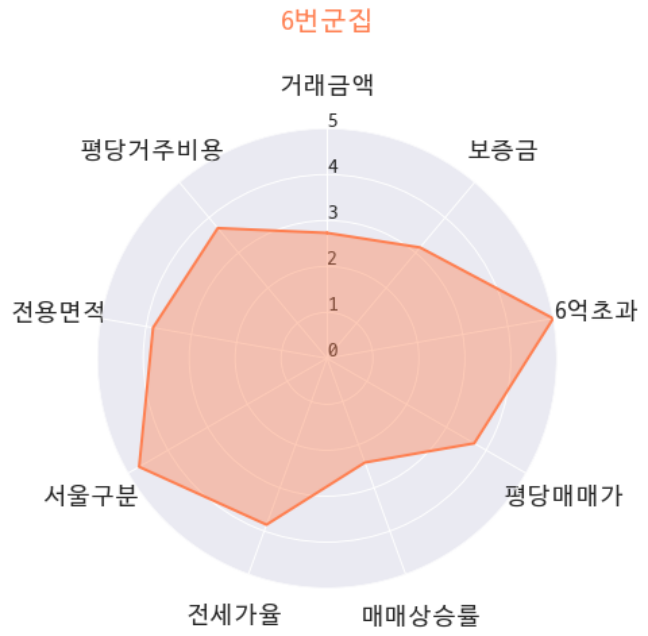 6번군집
거래금액
평당거주비용
보증금
5
4
3
2
1
0
전용면적
6억초과
서울구분
평당매매가
전세가율
매매상승률